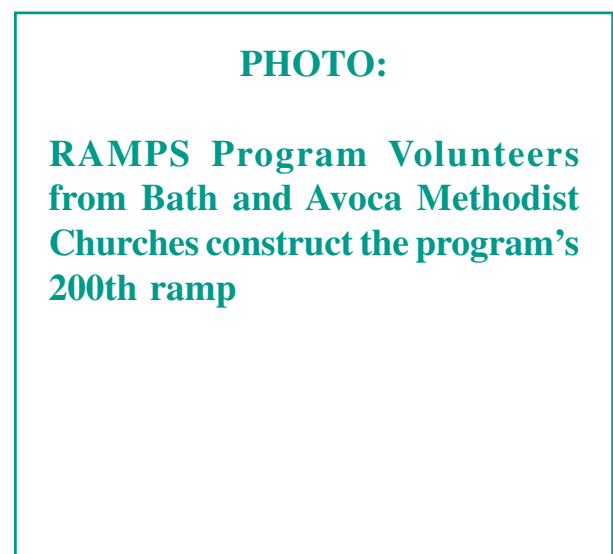 PHOTO:
RAMPS Program Volunteers
from Bath and Avoca Methodist
Churches construct the program’s
200th ramp